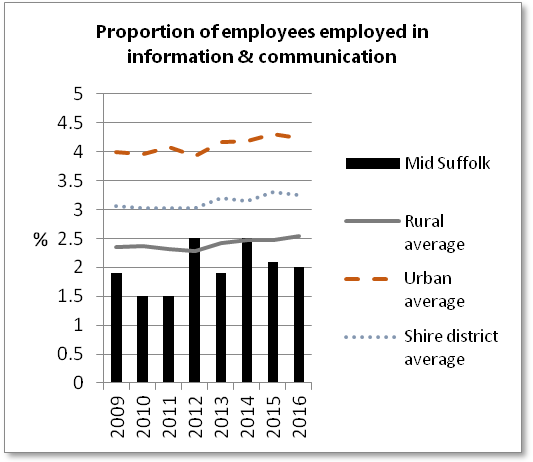 Proportion of employees employed in
information & communication
5
4.5
4
3.5
3
2.5
2
1.5
1
0.5
0
%
2009
2010
2011
2012
2013
2014
2015
2016
Mid Suffolk
Rural
average
Urban
average
Shire district
average